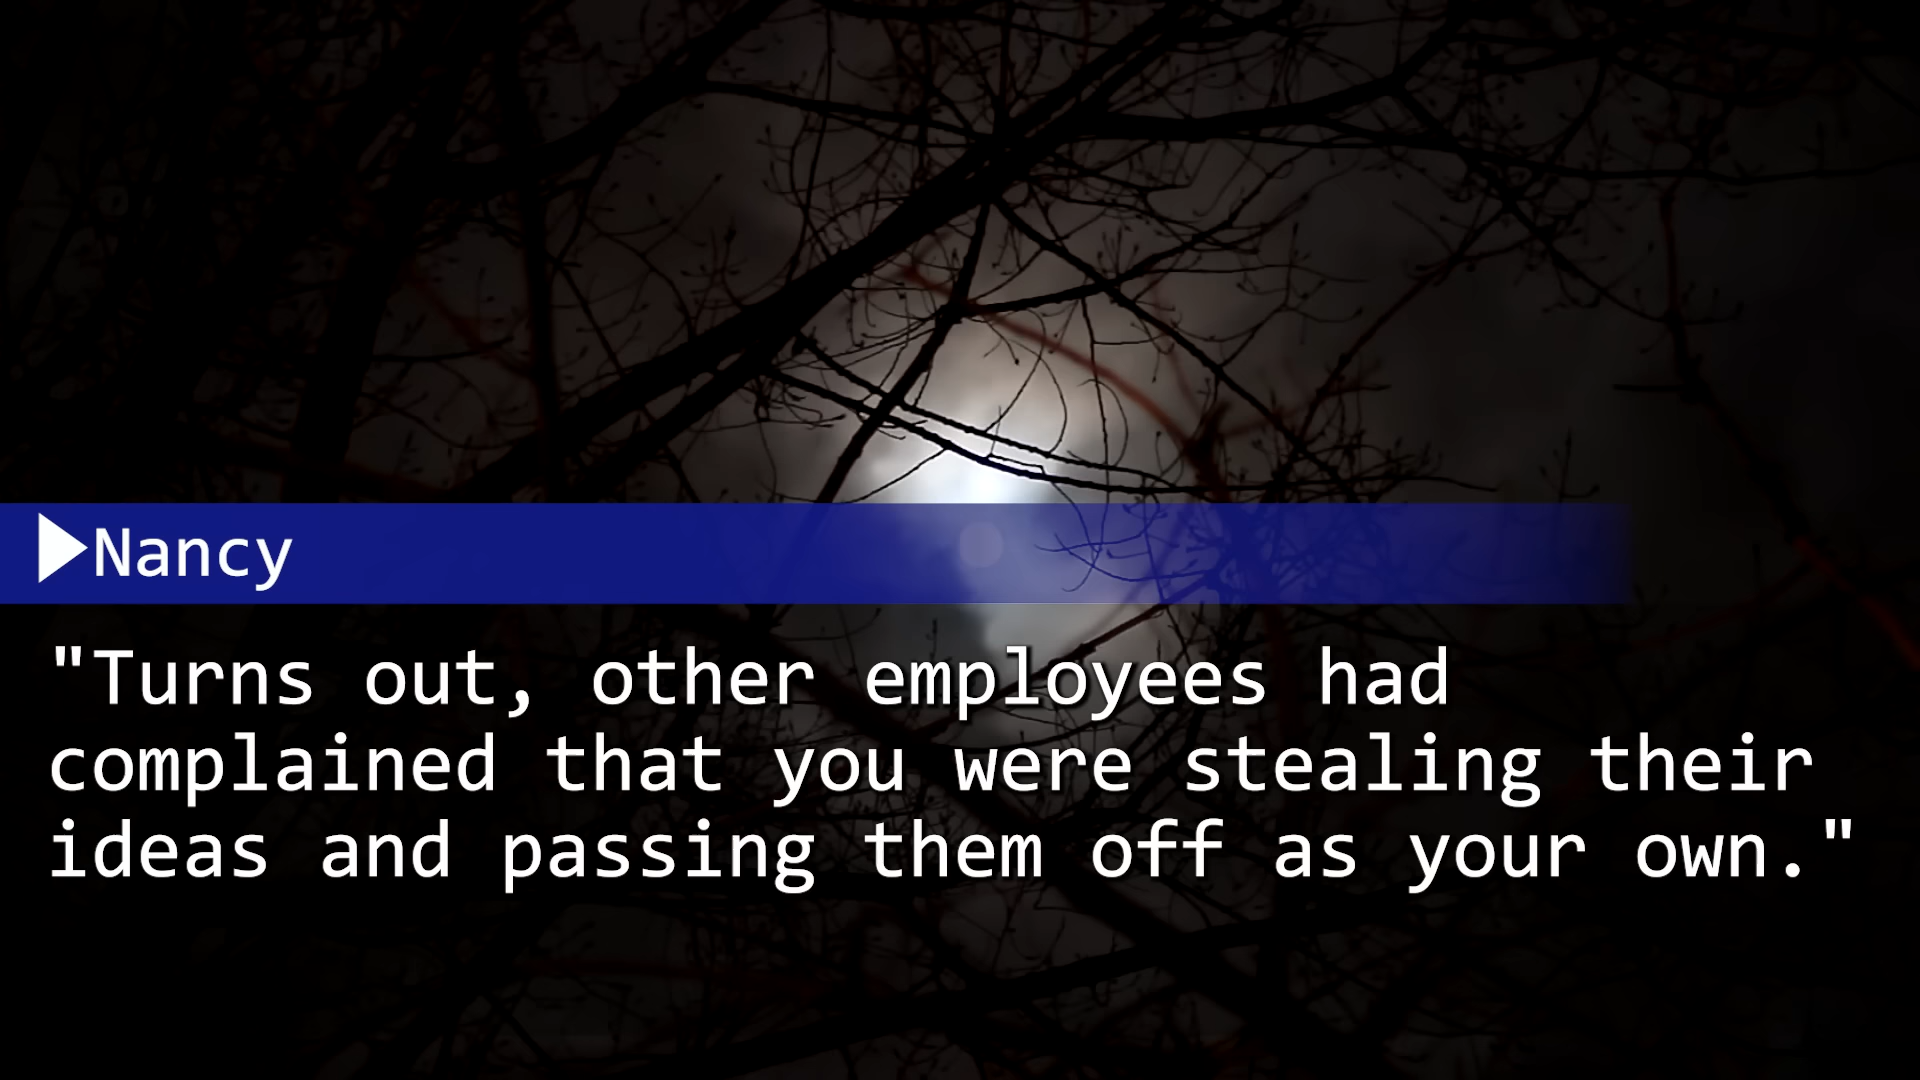 Nancy
"Turns out, other employees had
complained that you were stealing their
ideas and passing them off as your own."